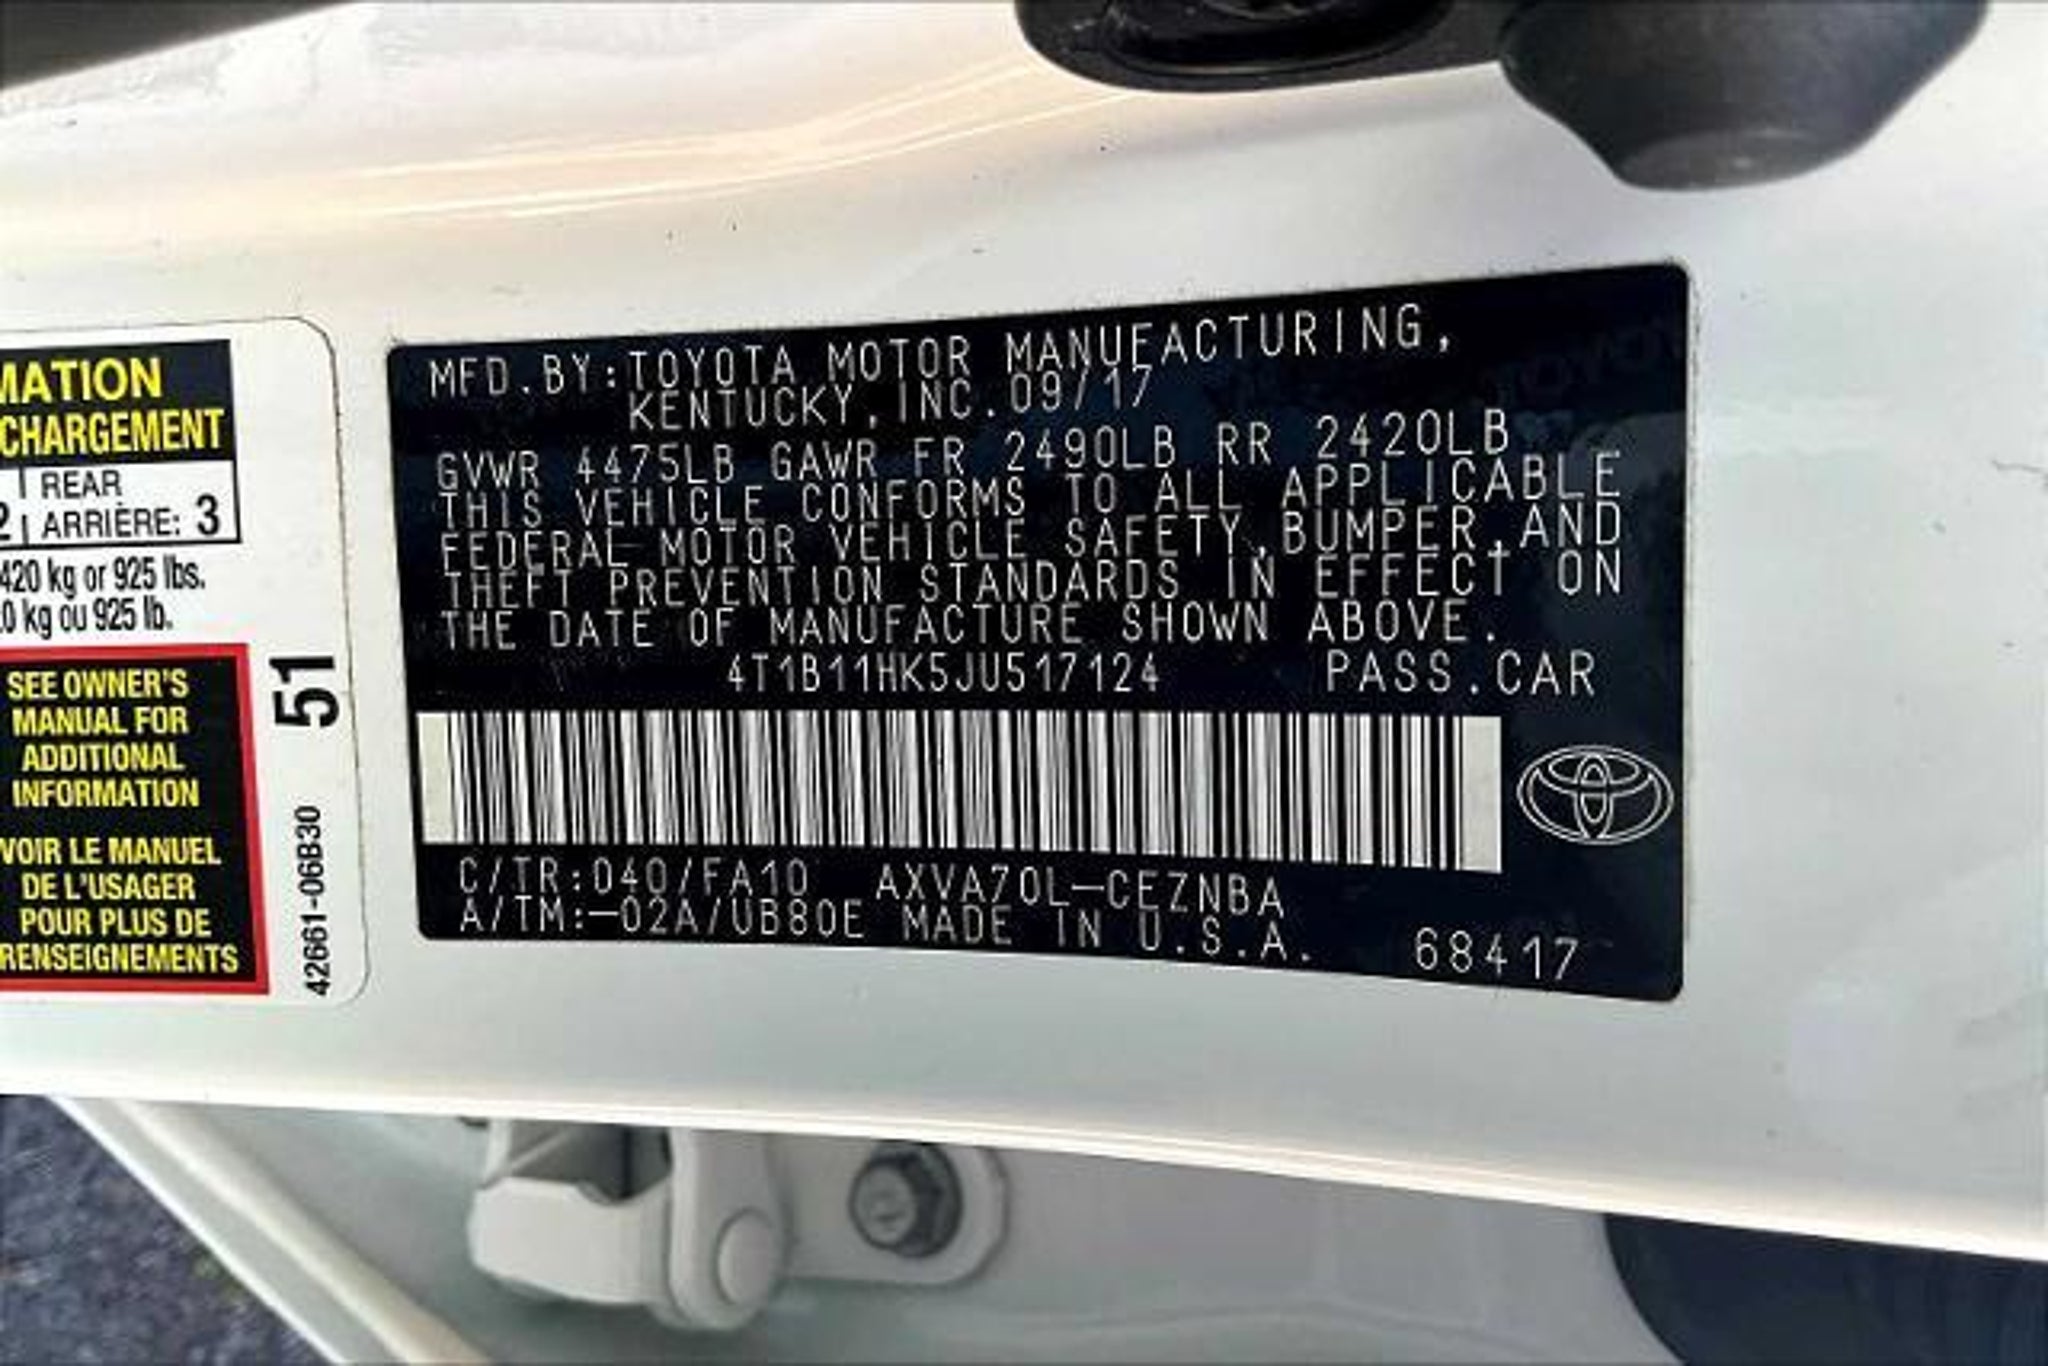 MATION
CHARGEMENT
2 | REAR
ARRIÈRE: 3
420 kg or 925 lbs.
0 kg ou 925 lb.
SEE OWNER'S
MANUAL FOR
ADDITIONAL
INFORMATION
VOIR LE MANUEL
DE L'USAGER
POUR PLUS DE
RENSEIGNEMENTS
51
42661-06B30
MFD.BY:TOYOTA MOTOR MANUFACTURING,
KENTUCKY,INC.09/17
GVWR 4475LB GAWR FR 2490LB RR 2420LB
THIS VEHICLE CONFORMS TO ALL APPLICABLE
FEDERAL MOTOR VEHICLE SAFETY,BUMPER,AND
THEFT PREVENTION STANDARDS IN EFFECT ON
THE DATE OF MANUFACTURE SHOWN ABOVE.
4T1B11HK5JU517124 PASS.CAR
C/TR:040/FA10 AXVA70L-CEZNBA
A/TM:-02A/UB80E MADE IN U.S.A. 68417